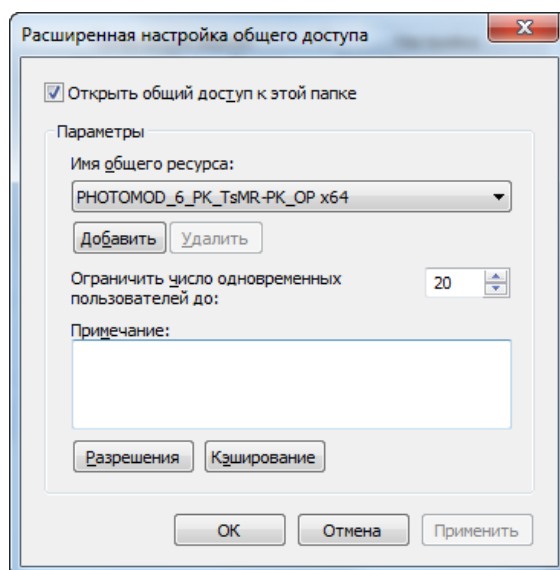 Расширенная настройка общего доступа
Открыть общий доступ к этой папке
Параметры
Имя общего ресурса:
PHOTOMOD_6_PK_TsMR-PK_OP x64
Добавить Удалить
Ограничить число одновременных 20
пользователей до:
Примечание:
Разрешения Кэширование
ОК Отмена Применить